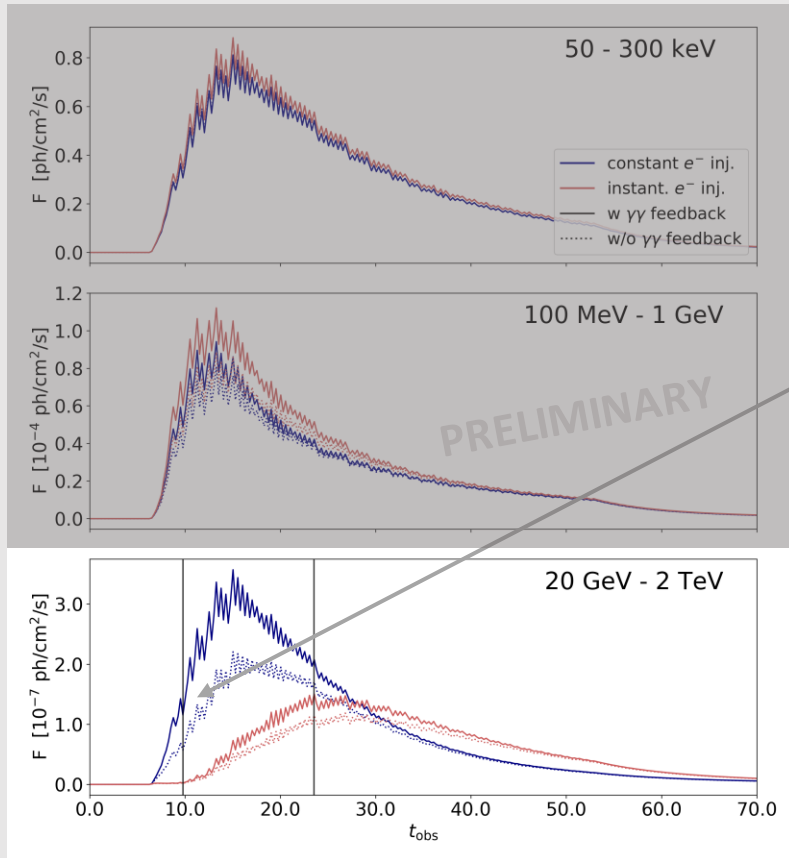 50 - 300 keV
F [ph/cm²/s]
0.8
0.6
0.4
0.2
0.0
constant e⁻ inj.
instant. e⁻ inj.
w γγ feedback
w/o γγ feedback
100 MeV - 1 GeV
F [10⁻⁴ ph/cm²/s]
1.2
1.0
0.8
0.6
0.4
0.2
0.0
PRELIMINARY
20 GeV - 2 TeV
F [10⁻⁷ ph/cm²/s]
3.0
2.0
1.0
0.0
0.0 10.0 20.0 30.0 40.0 50.0 60.0 70.0
t_obs